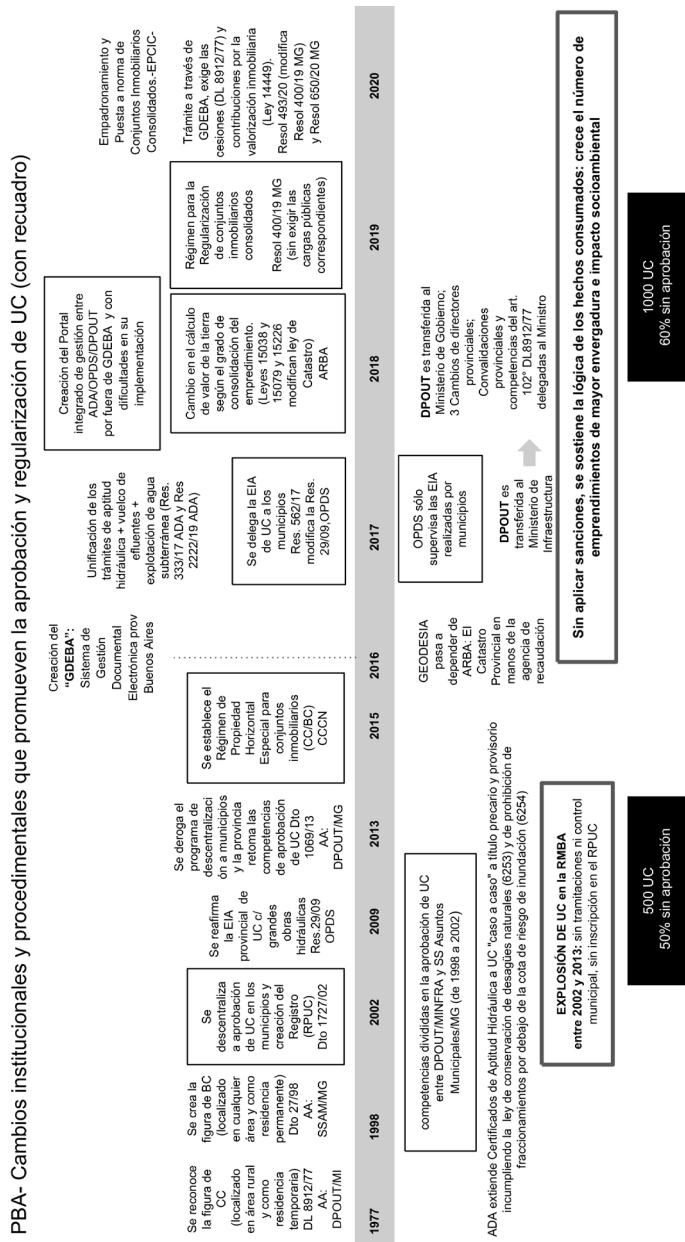 PBA- Cambios institucionales y procedimentales que promueven la aprobación y regularización de UC (con recuadro)
Se reconoce
la figura de
CC
(localizado
en área rural
y como
residencia
temporaria)
DL 8912/77
AA:
DPOUT/MI
Se crea la
figura de BC
(localizado
en cualquier
área y como
residencia
permanente)
Dto 27/98
AA:
SSAM/MG
Se
descentraliza
a aprobación
de UC en los
municipios y
creación del
Registro
(RPUC)
Dto 1727/02
Se reafirma
la EIA
provincial de
UC c/
grandes
obras
hidráulicas
Res.29/09
OPDS
Se deroga el
programa de
descentralizaci
ón a municipios
y la provincia
retoma las
competencias
de aprobación
de UC Dto
1069/13
AA:
DPOUT/MG
Se establece el
Régimen de
Propiedad
Horizontal
Especial para
conjuntos
inmobiliarios
(CC/BC)
CCCN
Creación del
"GDEBA":
Sistema de
Gestión
Documental
Electrónica prov
Buenos Aires
Unificación de los
trámites de aptitud
hidráulica + vuelco de
efluentes +
explotación de agua
subterránea (Res.
333/17 ADA y Res
2222/19 ADA)
Se delega la EIA
de UC a los
municipios
Res. 562/17
modifica la Res.
29/09,OPDS
Creación del Portal
integrado de gestión entre
ADA/OPDS/DPOUT
por fuera de GDEBA y con
dificultades en su
implementación
Cambio en el cálculo
de valor de la tierra
según el grado de
consolidación del
empredimiento.
(Leyes 15038 y
15079 y 15226
modifican ley de
Catastro)
ARBA
Régimen para la
Regularización
de conjuntos
inmobiliarios
consolidados
Resol 400/19 MG
(sin exigir las
cargas públicas
correspondientes)
Empadronamiento y
Puesta a norma de
Conjuntos Inmobiliarios
Consolidados.-EPCIC-
Trámite a través de
GDEBA, exige las
cesiones (DL 8912/77) y
contribuciones por la
valorización inmobiliaria
(Ley 14449).
Resol 493/20 (modifica
Resol 400/19 MG)
y Resol 650/20 MG
1977
1998
2002
2009
2013
2015
2016
2017
2018
2019
2020
competencias divididas en la aprobación de UC
entre DPOUT/MINFRA y SS Asuntos
Municipales/MG (de 1998 a 2002)
ADA extiende Certificados de Aptitud Hidráulica a UC "caso a caso" a título precario y provisorio
incumpliendo la ley de conservación de desagües naturales (6253) y de prohibición de
fraccionamientos por debajo de la cota de riesgo de inundación (6254)
EXPLOSIÓN DE UC en la RMBA
entre 2002 y 2013: sin tramitaciones ni control
municipal, sin inscripción en el RPUC
500 UC
50% sin aprobación
GEODESIA
pasa a
depender de
ARBA: El
Catastro
Provincial en
manos de la
agencia de
recaudación
OPDS sólo
supervisa las EIA
realizadas por
municipios
DPOUT es
transferida al
Ministerio de
Infraestructura
DPOUT es transferida al
Ministerio de Gobierno;
3 Cambios de directores
provinciales;
Convalidaciones
provinciales y
competencias del art.
102° DL8912/77
delegadas al Ministro
Sin aplicar sanciones, se sostiene la lógica de los hechos consumados: crece el número de
emprendimientos de mayor envergadura e impacto socioambiental
1000 UC
60% sin aprobación